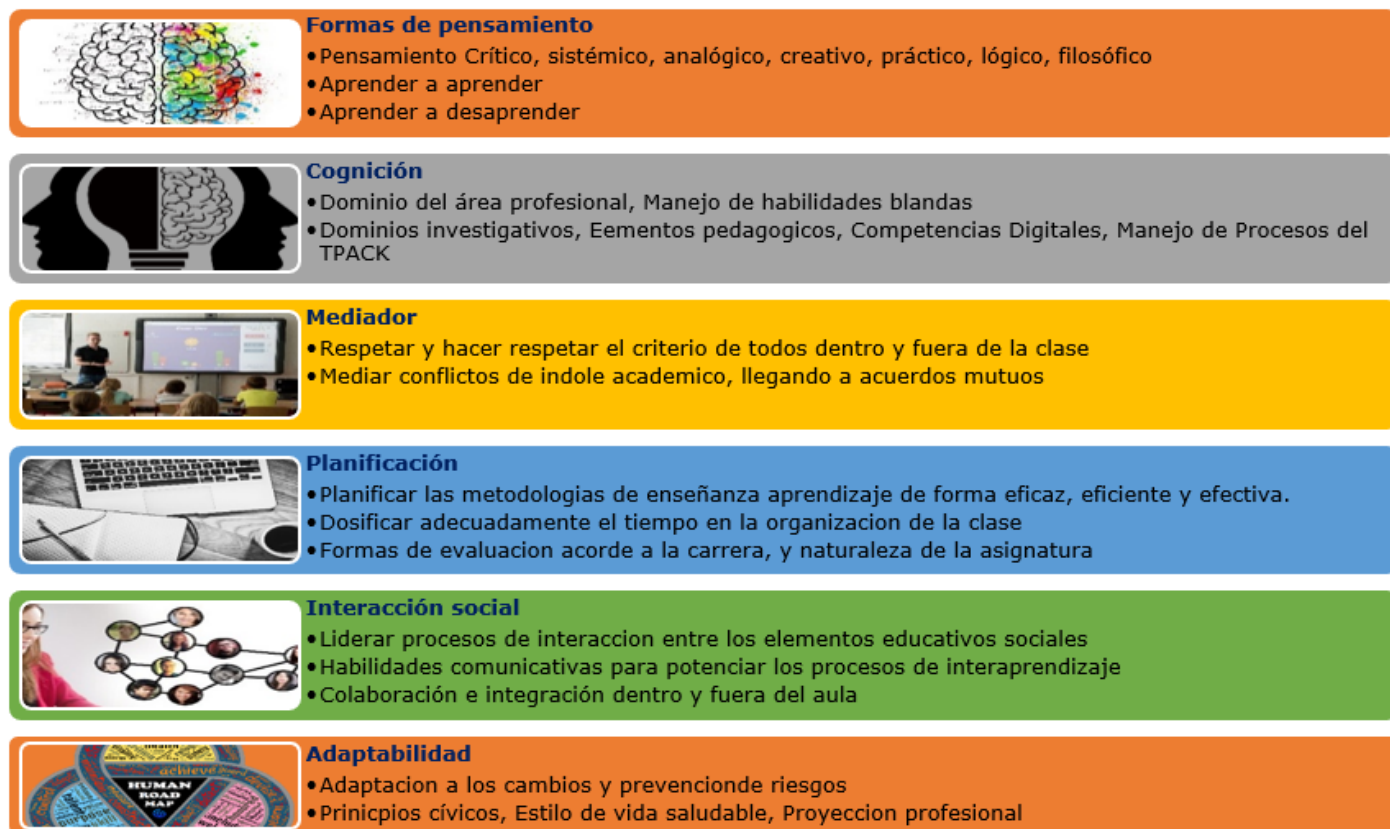 Formas de pensamiento
•Pensamiento Crítico, sistémico, analógico, creativo, práctico, lógico, filosófico
•Aprender a aprender
•Aprender a desaprender
Cognición
•Dominio del área profesional, Manejo de habilidades blandas
•Dominios investigativos, Eementos pedagogicos, Competencias Digitales, Manejo de Procesos del
TPACK
Mediador
•Respetar y hacer respetar el criterio de todos dentro y fuera de la clase
•Mediar conflictos de indole academico, llegando a acuerdos mutuos
Planificación
•Planificar las metodologias de enseñanza aprendizaje de forma eficaz, eficiente y efectiva.
•Dosificar adecuadamente el tiempo en la organizacion de la clase
•Formas de evaluacion acorde a la carrera, y naturaleza de la asignatura
Interacción social
•Liderar procesos de interaccion entre los elementos educativos sociales
•Habilidades comunicativas para potenciar los procesos de interaprendizaje
•Colaboración e integración dentro y fuera del aula
achieve
HUMAN
ROAD
MAP
Adaptabilidad
•Adaptacion a los cambios y prevencionde riesgos
•Prinicpios cívicos, Estilo de vida saludable, Proyeccion profesional